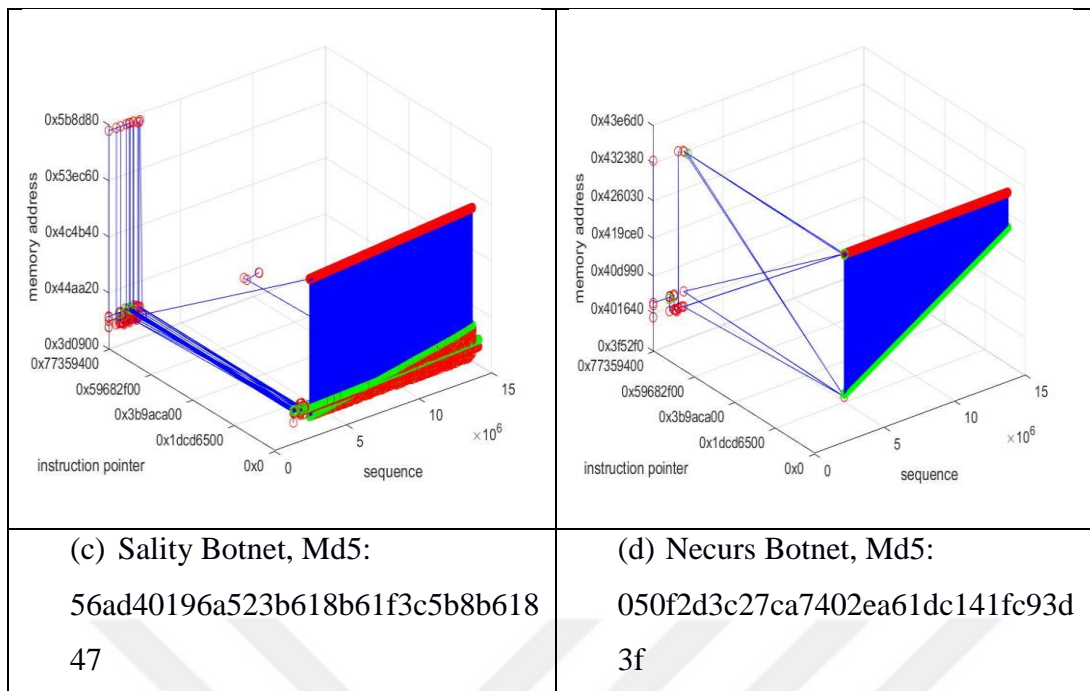 0x5b8d80
0x53ec60
0x4c4b40
0x44aa20
0x3d0900
0x77359400
0x59682f00
0x3b9aca00
0x1dcd6500
0x0
memory address
instruction pointer
0
5
10
15
×10⁶
sequence
0x43e6d0
0x432380
0x426030
0x419ce0
0x40d990
0x401640
0x3f52f0
0x77359400
0x59682f00
0x3b9aca00
0x1dcd6500
0x0
memory address
instruction pointer
0
5
10
15
×10⁶
sequence
(c) Sality Botnet, Md5:
56ad40196a523b618b61f3c5b8b618
47
(d) Necurs Botnet, Md5:
050f2d3c27ca7402ea61dc141fc93d
3f